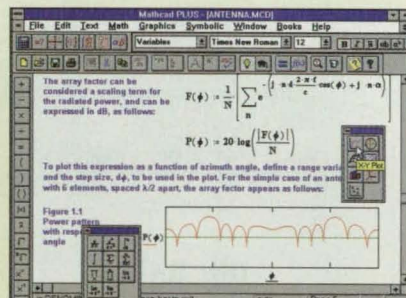 Mathcad PLUS - [ANTENNA.MCD]
File Edit Text Math Graphics Symbolic Window Books Help
Variables Times New Roman 12 B I
The array factor can be
considered a scaling term for
the radiated power, and can be
expressed in dB, as follows:
F(ϕ) := 1/N
P(ϕ) := 20·log(|F(ϕ)|/N)
X-Y Plot
To plot this expression as a function of azimuth angle, define a range
and the step size, dϕ, to be used in the plot. For the simple case of an
with 6 elements, spaced λ/2 apart, the array factor appears as follows:
Figure 1.1
Power pattern
with
angle
P(ϕ)
ϕ